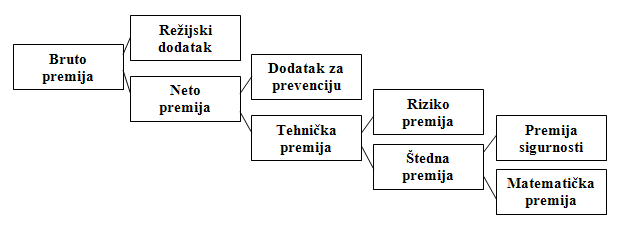 Bruto
premija
Režijski
dodatak
Neto
premija
Dodatak za
prevenciju
Tehnička
premija
Riziko
premija
Štedna
premija
Premija
sigurnosti
Matematička
premija